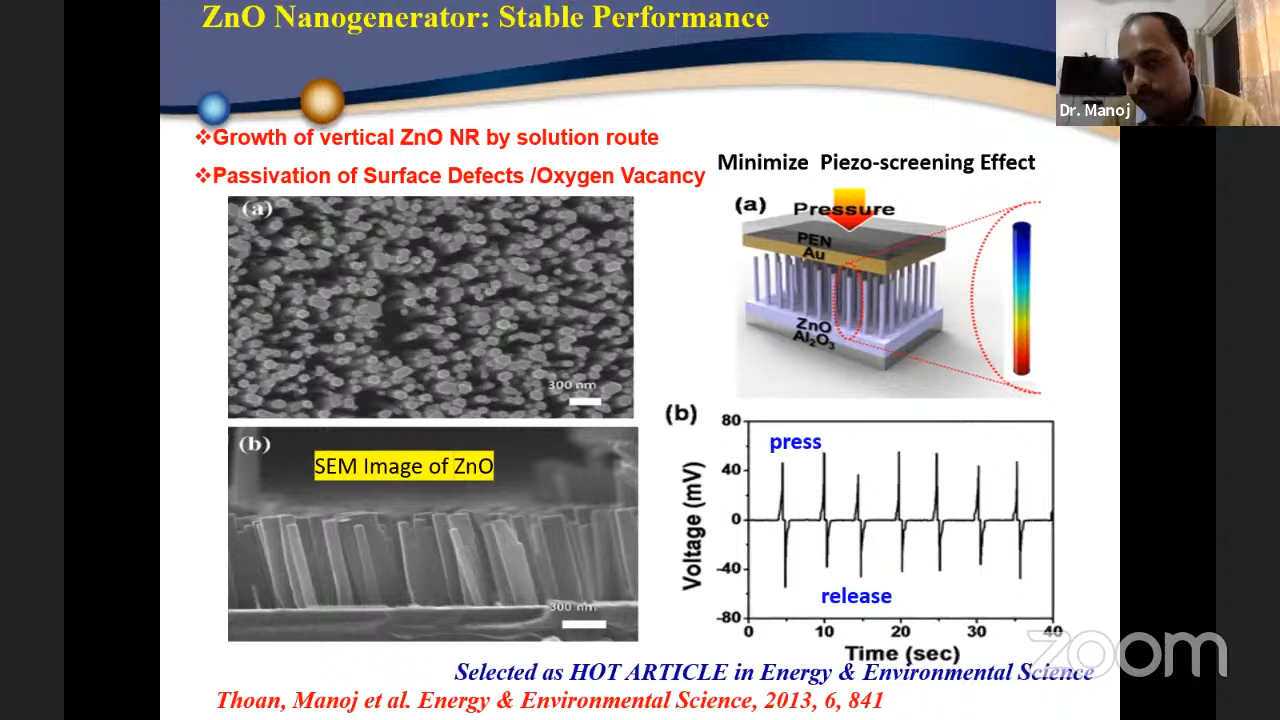 ZnO Nanogenerator: Stable Performance
Dr. Manoj
❖Growth of vertical ZnO NR by solution route
❖Passivation of Surface Defects /Oxygen Vacancy
Minimize Piezo-screening Effect
(a)
300 nm
(b)
SEM Image of ZnO
300 nm
(a)
Pressure
PEN
Au
ZnO
Al₂O₃
(b)
80
40
0
-40
-80
Voltage (mV)
press
release
0 10 20 30 40
Time (sec)
zoom
Selected as HOT ARTICLE in Energy & Environmental Science
Thoan, Manoj et al. Energy & Environmental Science, 2013, 6, 841